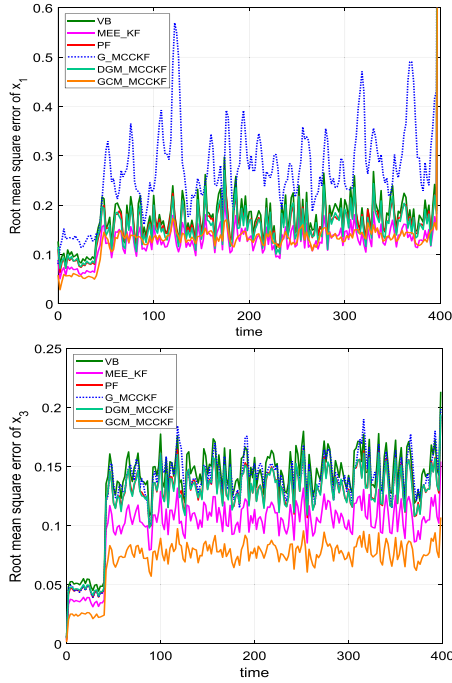 Root mean square error of x1
0.6
0.5
0.4
0.3
0.2
0.1
0
VB
MEE_KF
PF
G_MCCKF
DGM_MCCKF
GCM_MCCKF
0 100 200 300 400
time
Root mean square error of x3
0.25
0.2
0.15
0.1
0.05
0
VB
MEE_KF
PF
G_MCCKF
DGM_MCCKF
GCM_MCCKF
0 100 200 300 400
time